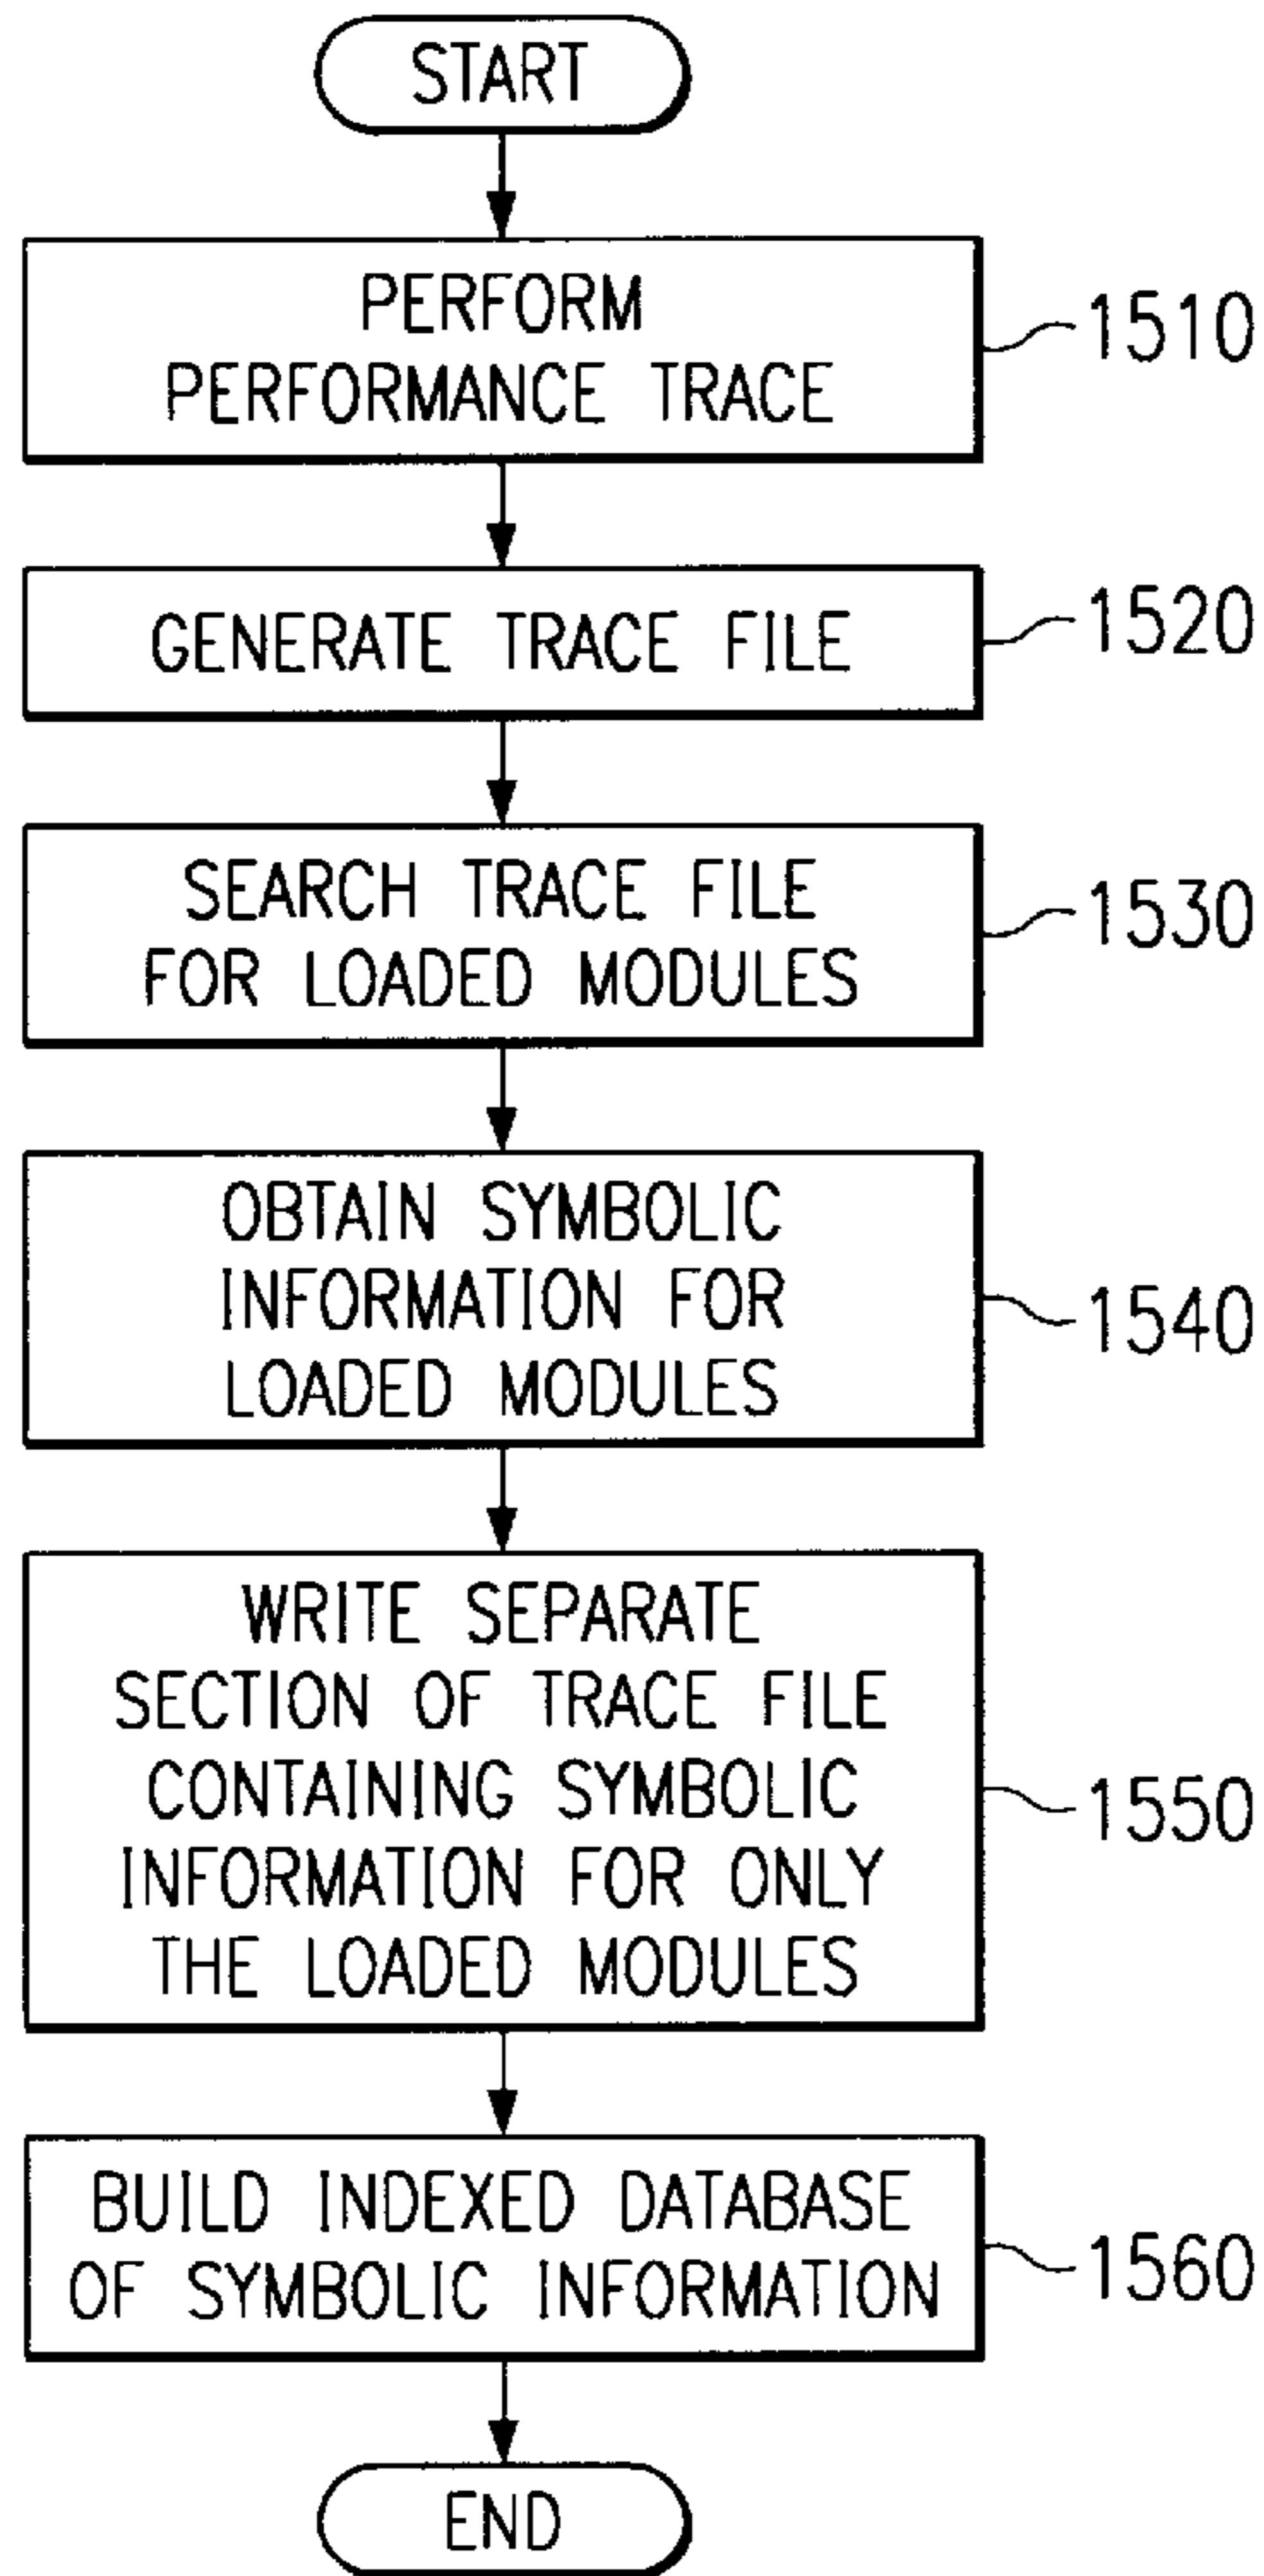 START
PERFORM
PERFORMANCE TRACE
1510
GENERATE TRACE FILE
1520
SEARCH TRACE FILE
FOR LOADED MODULES
1530
OBTAIN SYMBOLIC
INFORMATION FOR
LOADED MODULES
1540
WRITE SEPARATE
SECTION OF TRACE FILE
CONTAINING SYMBOLIC
INFORMATION FOR ONLY
THE LOADED MODULES
1550
BUILD INDEXED DATABASE
OF SYMBOLIC INFORMATION
1560
END